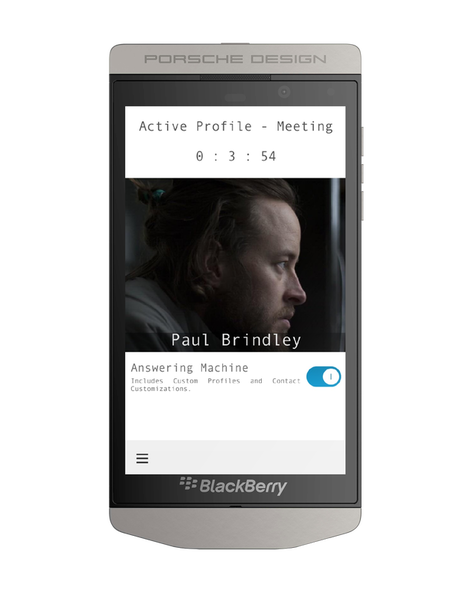 PORSCHE DESIGN
Active Profile - Meeting
0 : 3 : 54
Paul Brindley
Answering Machine
Includes Custom Profiles and Contact
Customizations.
BlackBerry